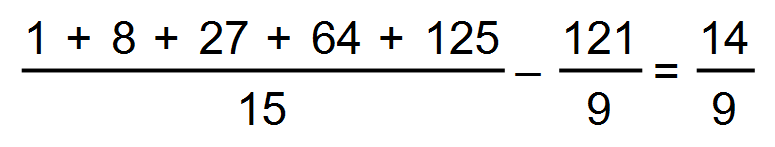 1 + 8 + 27 + 64 + 125 121 14
– =
15 9 9